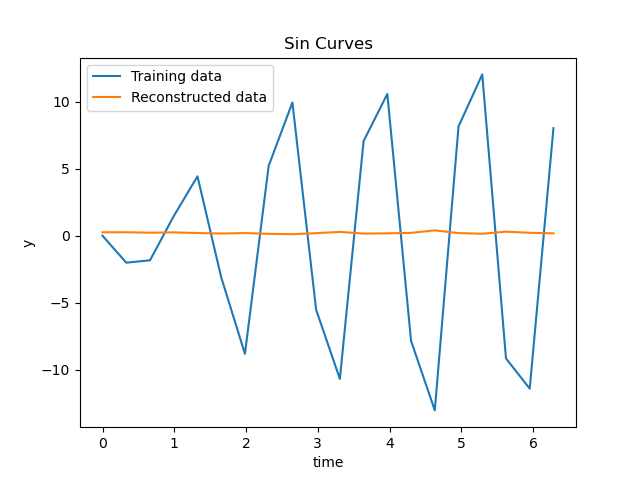 Sin Curves
Training data
Reconstructed data
10
5
0
−5
−10
y
0 1 2 3 4 5 6
time